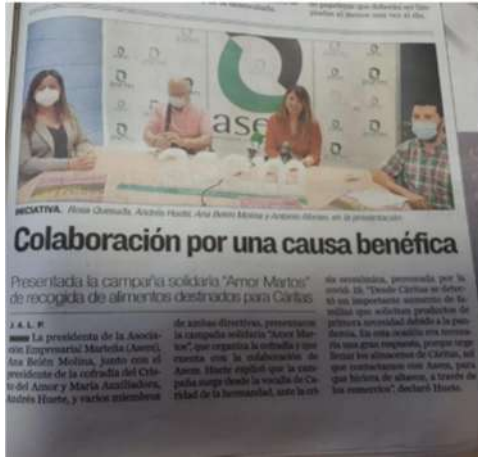 asem
INICIATIVA. Rosa Quesada, Andrés Huete, Ana Belén Molina y Antonio Afonso, en la presentación.
Colaboración por una causa benéfica
Presentada la campaña solidaria “Amor Martos”
de recogida de alimentos destinados para Cáritas
J. A. L. P.
La presidenta de la Asocia-
ción Empresarial Marteña (Asem),
Ana Belén Molina, junto con el
presidente de la cofradía del Cris-
to del Amor y María Auxiliadora,
Andrés Huete, y varios miembros
de ambas directivas, presentaron
la campaña solidaria “Amor Mar-
tos”, que organiza la cofradía y que
cuenta con la colaboración de
Asem. Huete explicó que la cam-
paña surge desde la vocalía de Ca-
ridad de la hermandad, ante la cri-
sis económica, provocada por la
covid-19. “Desde Cáritas se detec-
tó un importante aumento de fa-
milias que solicitan productos de
primera necesidad debido a la pan-
demia.
ria una gran respuesta, porque urge
llenar los almacenes de Cáritas, así
que contactamos con Asem, para
que hiciera de altavoz, a través de
los comercios”, declaró Huete.